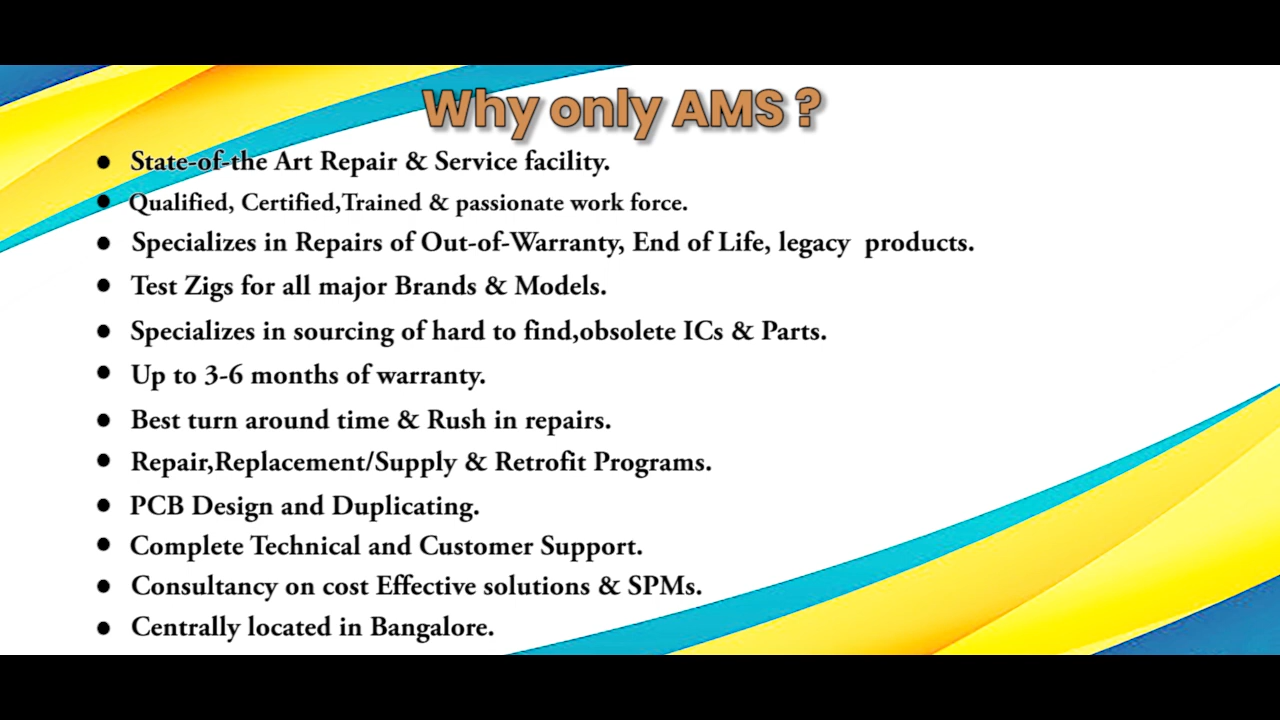 Why only AMS ?
• State-of-the Art Repair & Service facility.
• Qualified, Certified,Trained & passionate work force.
• Specializes in Repairs of Out-of-Warranty, End of Life, legacy  products.
• Test Zigs for all major Brands & Models.
• Specializes in sourcing of hard to find,obsolete ICs & Parts.
• Up to 3-6 months of warranty.
• Best turn around time & Rush in repairs.
• Repair,Replacement/Supply & Retrofit Programs.
• PCB Design and Duplicating.
• Complete Technical and Customer Support.
• Consultancy on cost Effective solutions & SPMs.
• Centrally located in Bangalore.